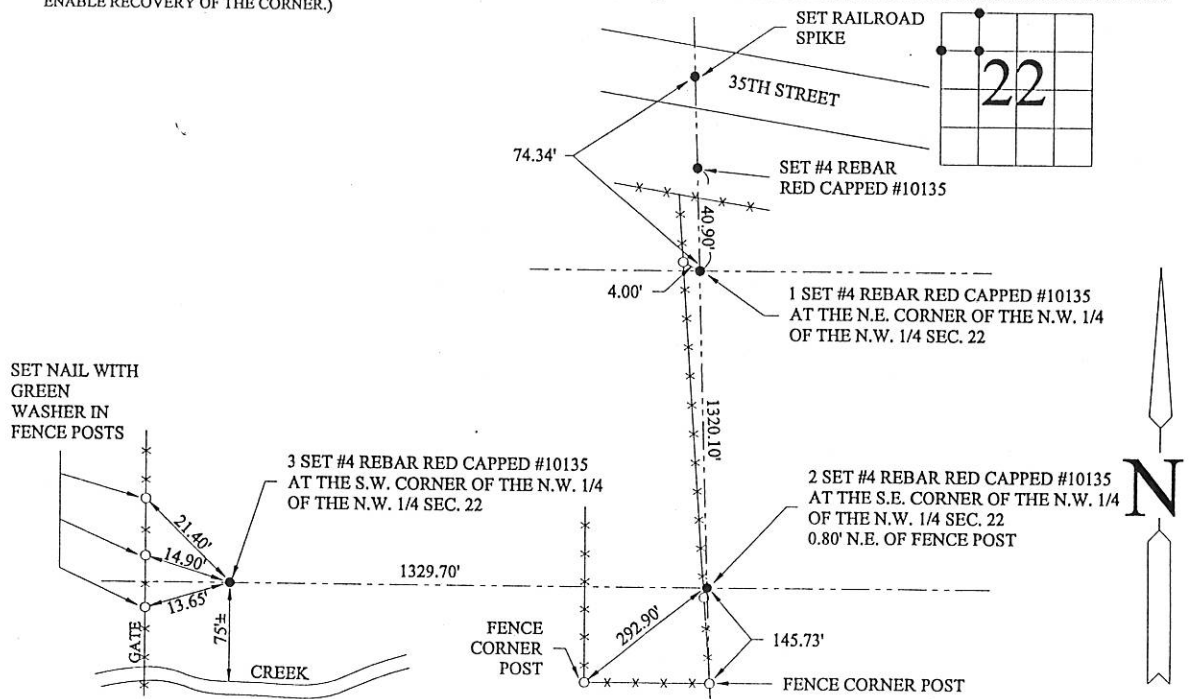 ENABLE RECOVERY OF THE CORNER.)
SET RAILROAD
SPIKE
35TH STREET
22
74.34'
SET #4 REBAR
RED CAPPED #10135
40.90'
4.00'
1 SET #4 REBAR RED CAPPED #10135
AT THE N.E. CORNER OF THE N.W. 1/4
OF THE N.W. 1/4 SEC. 22
SET NAIL WITH
GREEN
WASHER IN
FENCE POSTS
1320.10'
3 SET #4 REBAR RED CAPPED #10135
AT THE S.W. CORNER OF THE N.W. 1/4
OF THE N.W. 1/4 SEC. 22
2 SET #4 REBAR RED CAPPED #10135
AT THE S.E. CORNER OF THE N.W. 1/4
OF THE N.W. 1/4 SEC. 22
0.80' N.E. OF FENCE POST
N
21.40'
14.90'
13.65'
1329.70'
75'±
GATE
CREEK
292.90'
145.73'
FENCE
CORNER
POST
FENCE CORNER POST